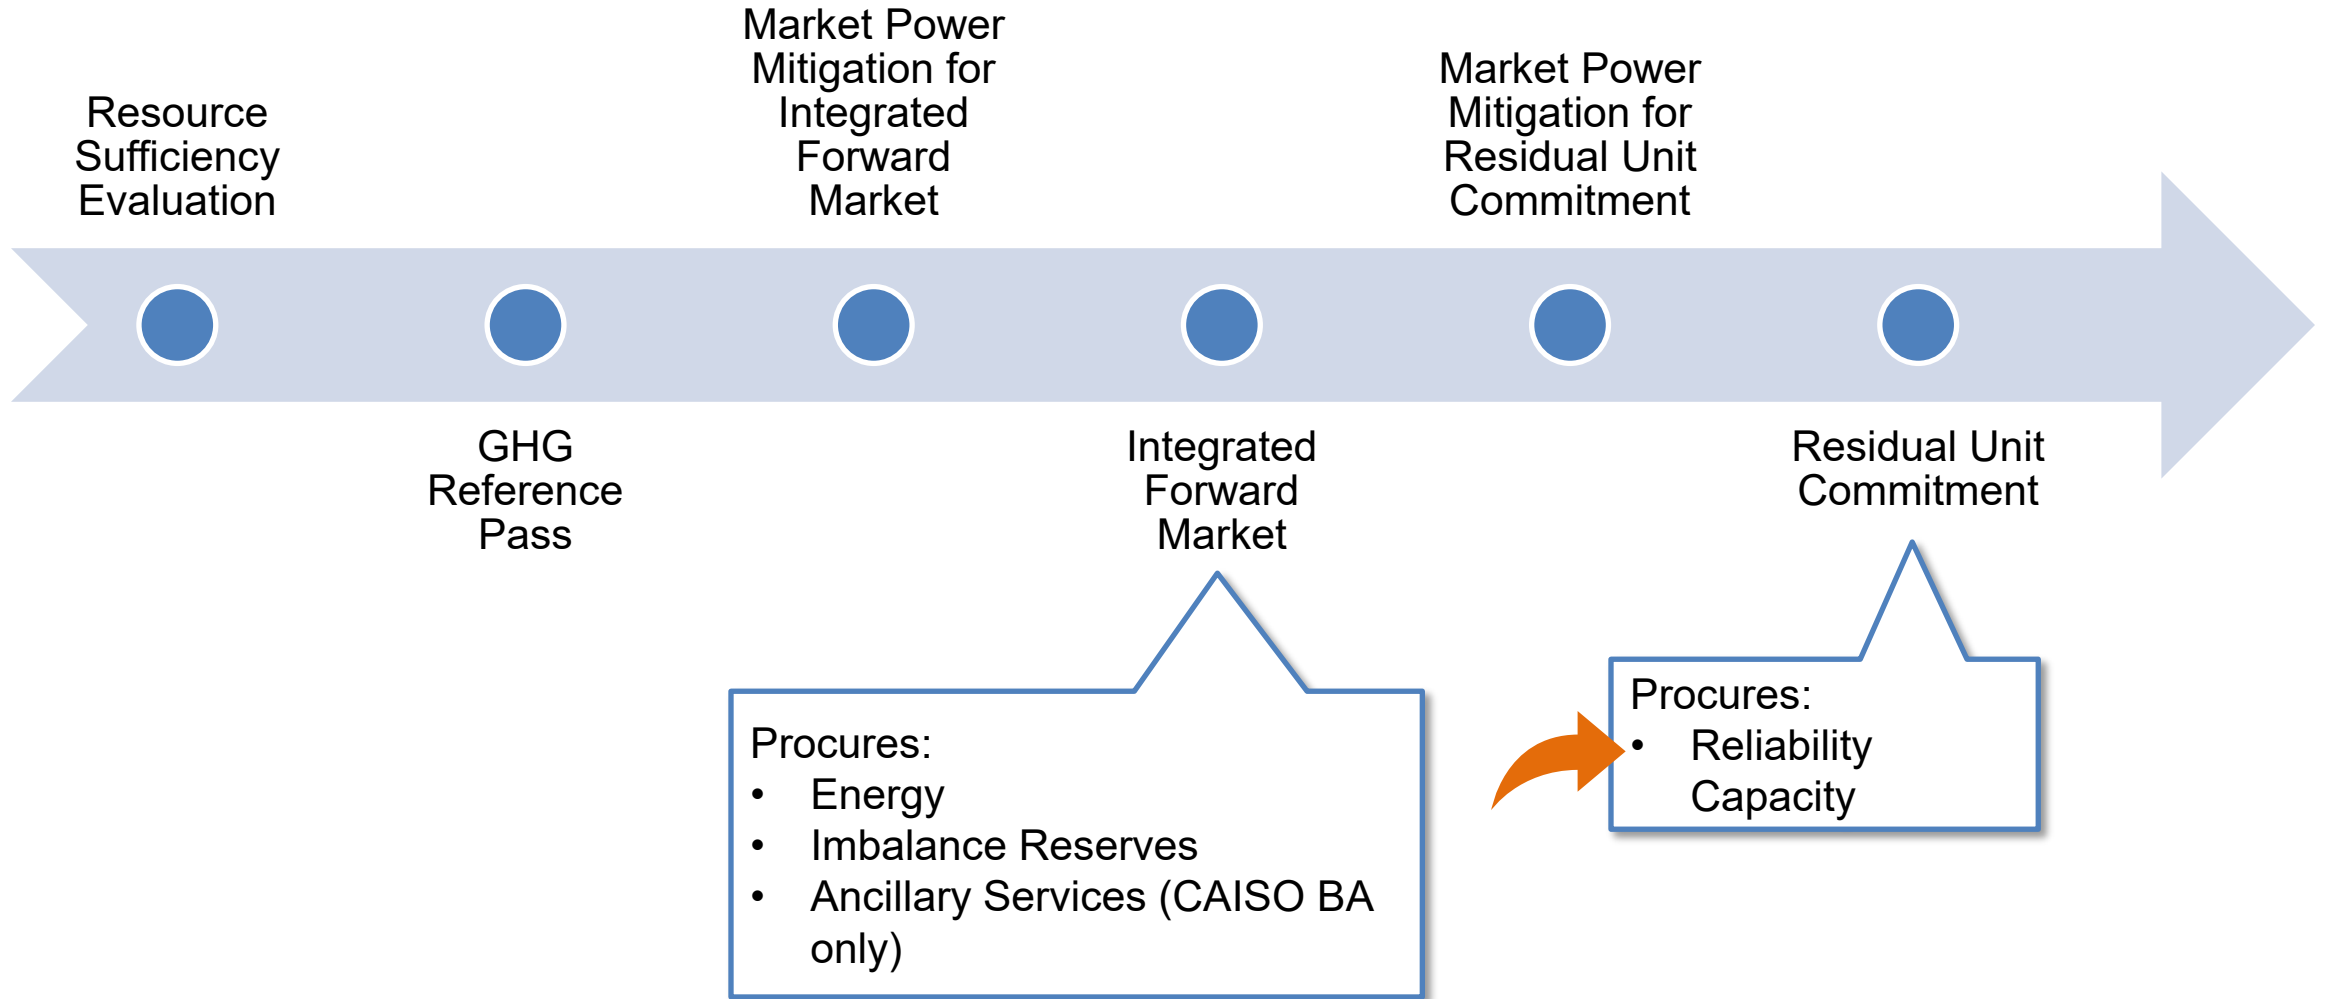 Resource
Sufficiency
Evaluation
GHG
Reference
Pass
Market Power
Mitigation for
Integrated
Forward
Market
Integrated
Forward
Market
Market Power
Mitigation for
Residual Unit
Commitment
Residual Unit
Commitment
Procures:
• Energy
• Imbalance Reserves
• Ancillary Services (CAISO BA
only)
Procures:
• Reliability
Capacity